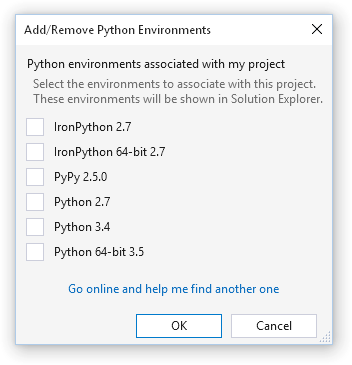 Add/Remove Python Environments
Python environments associated with my project
Select the environments to associate with this project.
These environments will be shown in Solution Explorer.
IronPython 2.7
IronPython 64-bit 2.7
PyPy 2.5.0
Python 2.7
Python 3.4
Python 64-bit 3.5
Go online and help me find another one
OK
Cancel